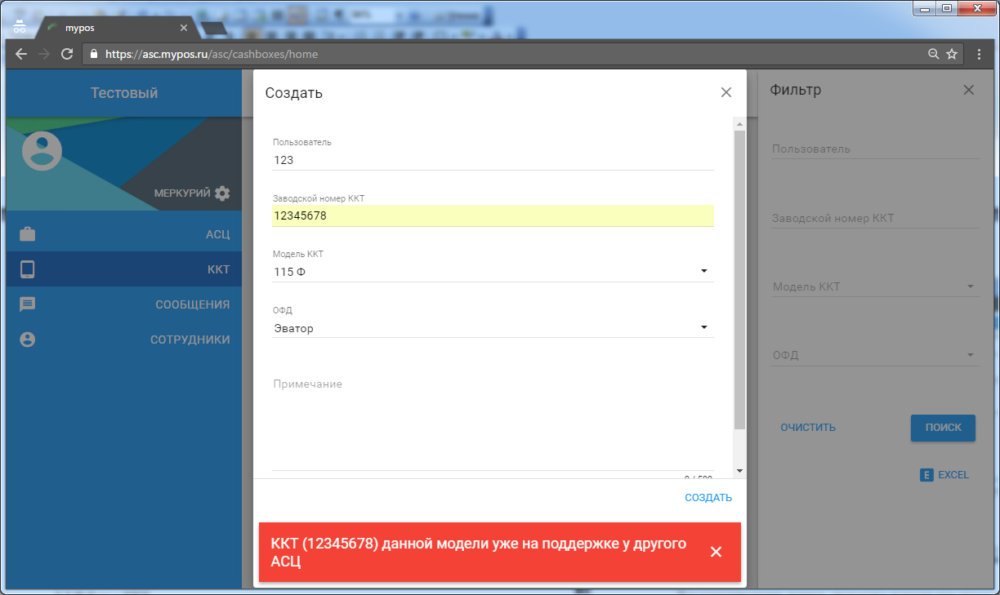 mypos
https://asc.mypos.ru/asc/cashboxes/home
Тестовый
МЕРКУРИЙ
АСЦ
ККТ
СООБЩЕНИЯ
СОТРУДНИКИ
Создать
Пользователь
123
Заводской номер ККТ
12345678
Модель ККТ
115 Ф
ОФД
Эватор
Примечание
0 / 500
СОЗДАТЬ
ККТ (12345678) данной модели уже на поддержке у другого
АСЦ
Фильтр
Пользователь
Заводской номер ККТ
Модель ККТ
ОФД
ОЧИСТИТЬ
ПОИСК
E EXCEL